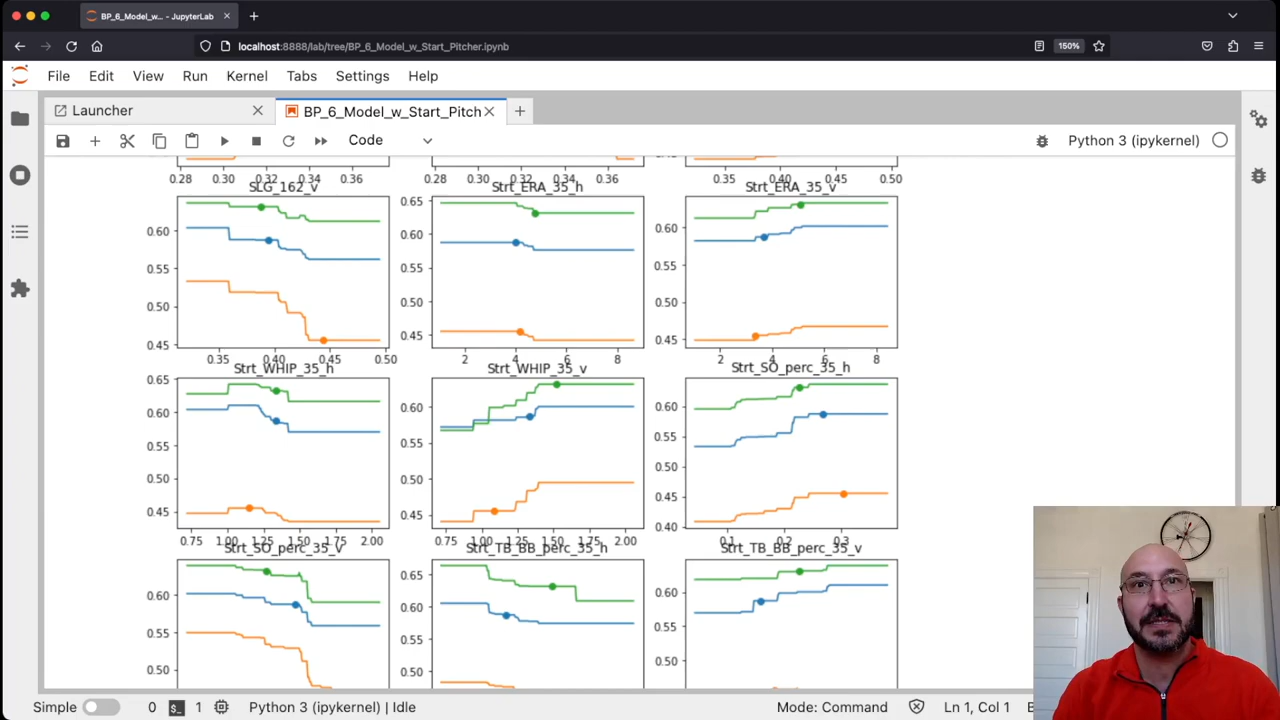 BP_6_Model_w... - JupyterLab
localhost:8888/lab/tree/BP_6_Model_w_Start_Pitcher.ipynb
150%
File Edit View Run Kernel Tabs Settings Help
Launcher
BP_6_Model_w_Start_Pitch
Code
Python 3 (ipykernel)
0.28 0.30 0.32 0.34 0.36
0.28 0.30 0.32 0.34 0.36
0.35 0.40 0.45 0.50
SLG_162_v
Strt_ERA_35_h
Strt_ERA_35_v
0.60
0.55
0.50
0.45
0.35 0.40 0.45 0.50
0.65
0.60
0.55
0.50
0.45
2 4 6 8
0.60
0.55
0.50
0.45
2 4 6 8
Strt_WHIP_35_h
Strt_WHIP_35_v
Strt_SO_perc_35_h
0.65
0.60
0.55
0.50
0.45
0.75 1.00 1.25 1.50 1.75 2.00
0.60
0.55
0.50
0.45
0.75 1.00 1.25 1.50 1.75 2.00
0.60
0.55
0.50
0.45
0.40
0.1 0.2 0.3
Strt_SO_perc_35_v
Strt_TB_BB_perc_35_h
Strt_TB_BB_perc_35_v
0.60
0.55
0.50
0.65
0.60
0.55
0.50
0.60
0.55
0.50
Simple
0
1
Python 3 (ipykernel) | Idle
Mode: Command
Ln 1, Col 1